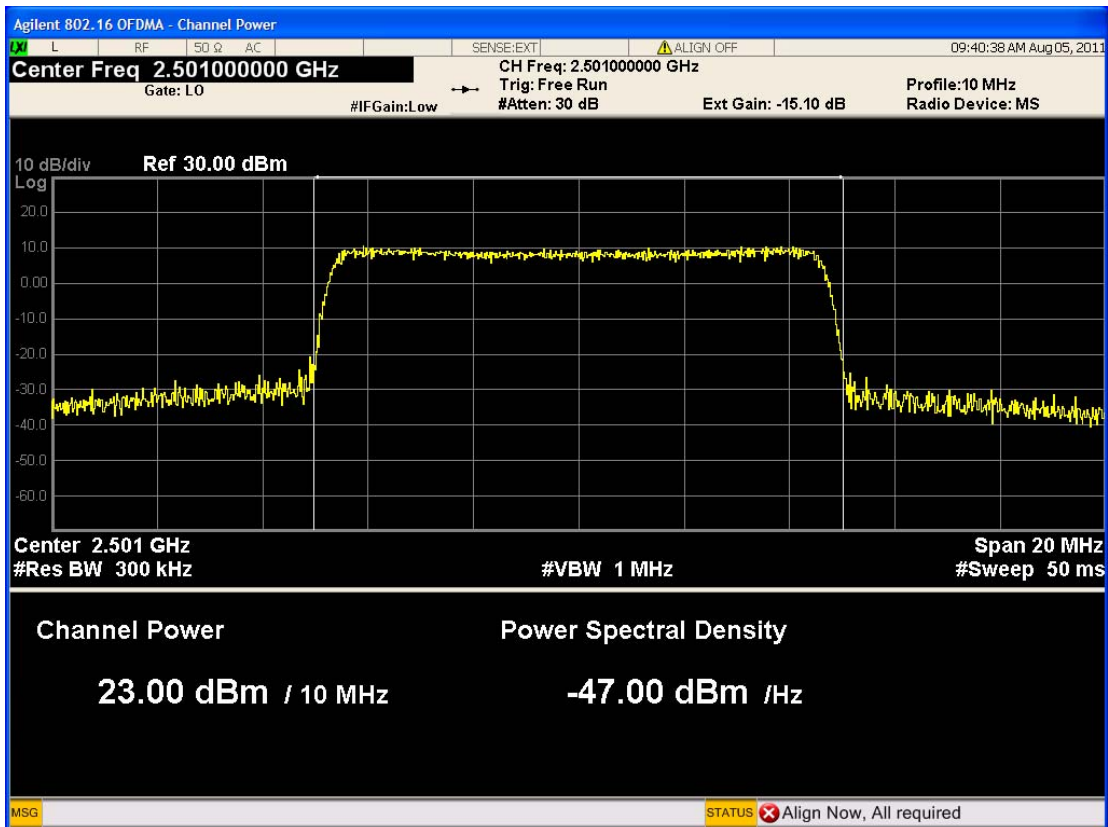 Agilent 802.16 OFDMA - Channel Power
LXI L RF 50 Ω AC SENSE:EXT ALIGN OFF 09:40:38 AM Aug 05, 2011
Center Freq 2.501000000 GHz CH Freq: 2.501000000 GHz
Gate: LO Trig: Free Run Profile:10 MHz
#IFGain:Low #Atten: 30 dB Ext Gain: -15.10 dB Radio Device: MS
10 dB/div Ref 30.00 dBm
Log
20.0
10.0
0.00
-10.0
-20.0
-30.0
-40.0
-50.0
-60.0
Center 2.501 GHz Span 20 MHz
#Res BW 300 kHz #VBW 1 MHz #Sweep 50 ms
Channel Power Power Spectral Density
23.00 dBm / 10 MHz -47.00 dBm /Hz
MSG STATUS Align Now, All required